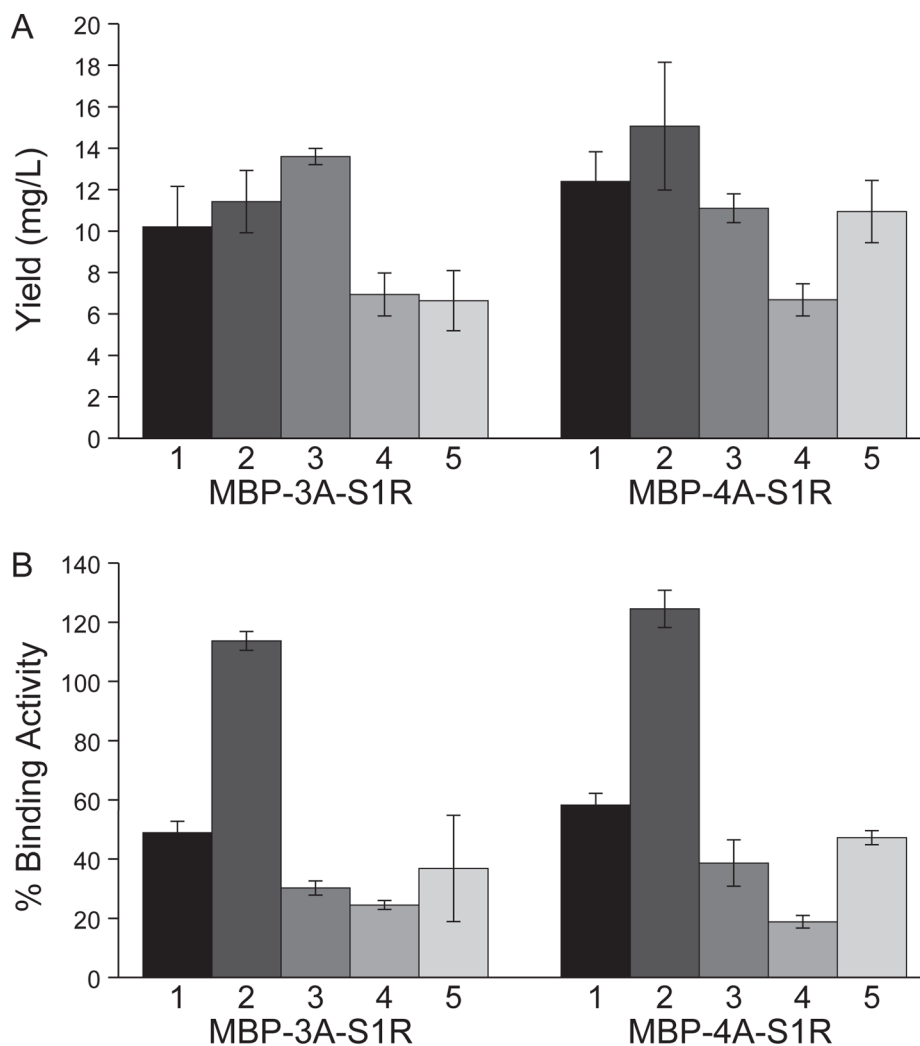 A
20
18
16
14
12
10
8
6
4
2
0
Yield (mg/L)
1 2 3 4 5 1 2 3 4 5
MBP-3A-S1R MBP-4A-S1R
B
140
120
100
80
60
40
20
0
% Binding Activity
1 2 3 4 5 1 2 3 4 5
MBP-3A-S1R MBP-4A-S1R